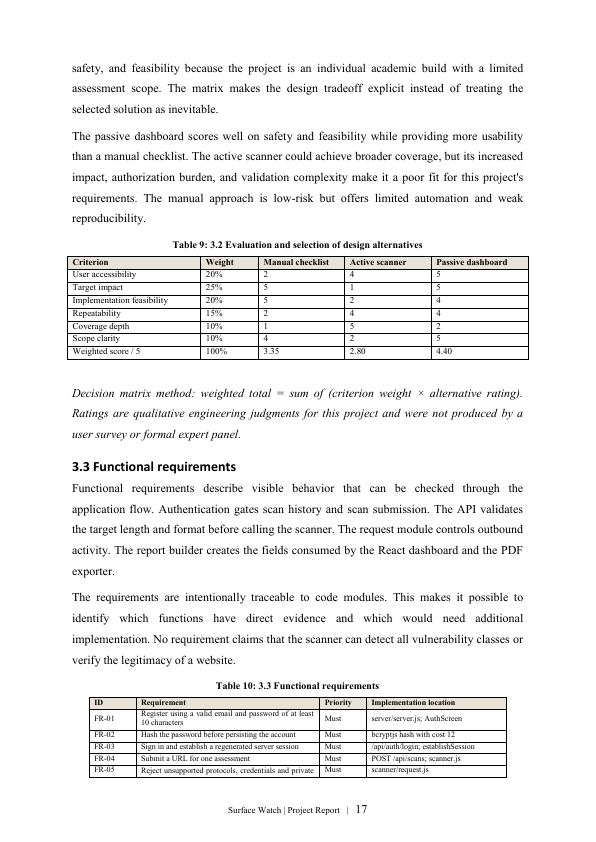 safety, and feasibility because the project is an individual academic build with a limited
assessment scope. The matrix makes the design tradeoff explicit instead of treating the
selected solution as inevitable.
The passive dashboard scores well on safety and feasibility while providing more usability
than a manual checklist. The active scanner could achieve broader coverage, but its increased
impact, authorization burden, and validation complexity make it a poor fit for this project's
requirements. The manual approach is low-risk but offers limited automation and weak
reproducibility.
Table 9: 3.2 Evaluation and selection of design alternatives
Criterion Weight Manual checklist Active scanner Passive dashboard
User accessibility 20% 2 4 5
Target impact 25% 5 1 5
Implementation feasibility 20% 5 2 4
Repeatability 15% 2 4 4
Coverage depth 10% 1 5 2
Scope clarity 10% 4 2 5
Weighted score / 5 100% 3.35 2.80 4.40
Decision matrix method: weighted total = sum of (criterion weight × alternative rating).
Ratings are qualitative engineering judgments for this project and were not produced by a
user survey or formal expert panel.
3.3 Functional requirements
Functional requirements describe visible behavior that can be checked through the
application flow. Authentication gates scan history and scan submission. The API validates
the target length and format before calling the scanner. The request module controls outbound
activity. The report builder creates the fields consumed by the React dashboard and the PDF
exporter.
The requirements are intentionally traceable to code modules. This makes it possible to
identify which functions have direct evidence and which would need additional
implementation. No requirement claims that the scanner can detect all vulnerability classes or
verify the legitimacy of a website.
Table 10: 3.3 Functional requirements
ID Requirement Priority Implementation location
FR-01 Register using a valid email and password of at least
10 characters Must server/server.js; AuthScreen
FR-02 Hash the password before persisting the account Must bcryptjs hash with cost 12
FR-03 Sign in and establish a regenerated server session Must /api/auth/login; establishSession
FR-04 Submit a URL for one assessment Must POST /api/scans; scanner.js
FR-05 Reject unsupported protocols, credentials and private Must scanner/request.js
Surface Watch | Project Report | 17